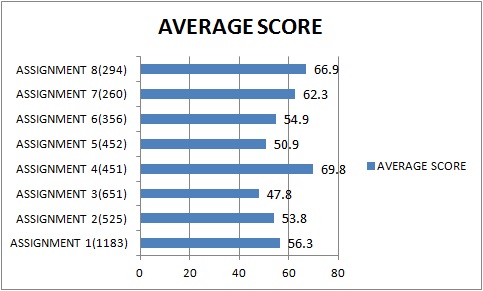 AVERAGE SCORE
ASSIGNMENT 8(294) 66.9
ASSIGNMENT 7(260) 62.3
ASSIGNMENT 6(356) 54.9
ASSIGNMENT 5(452) 50.9
ASSIGNMENT 4(451) 69.8
AVERAGE SCORE
ASSIGNMENT 3(651) 47.8
ASSIGNMENT 2(525) 53.8
ASSIGNMENT 1(1183) 56.3
0 20 40 60 80